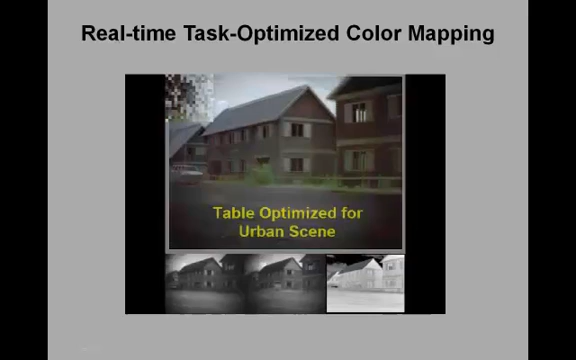 Real-time Task-Optimized Color Mapping
Table Optimized for
Urban Scene